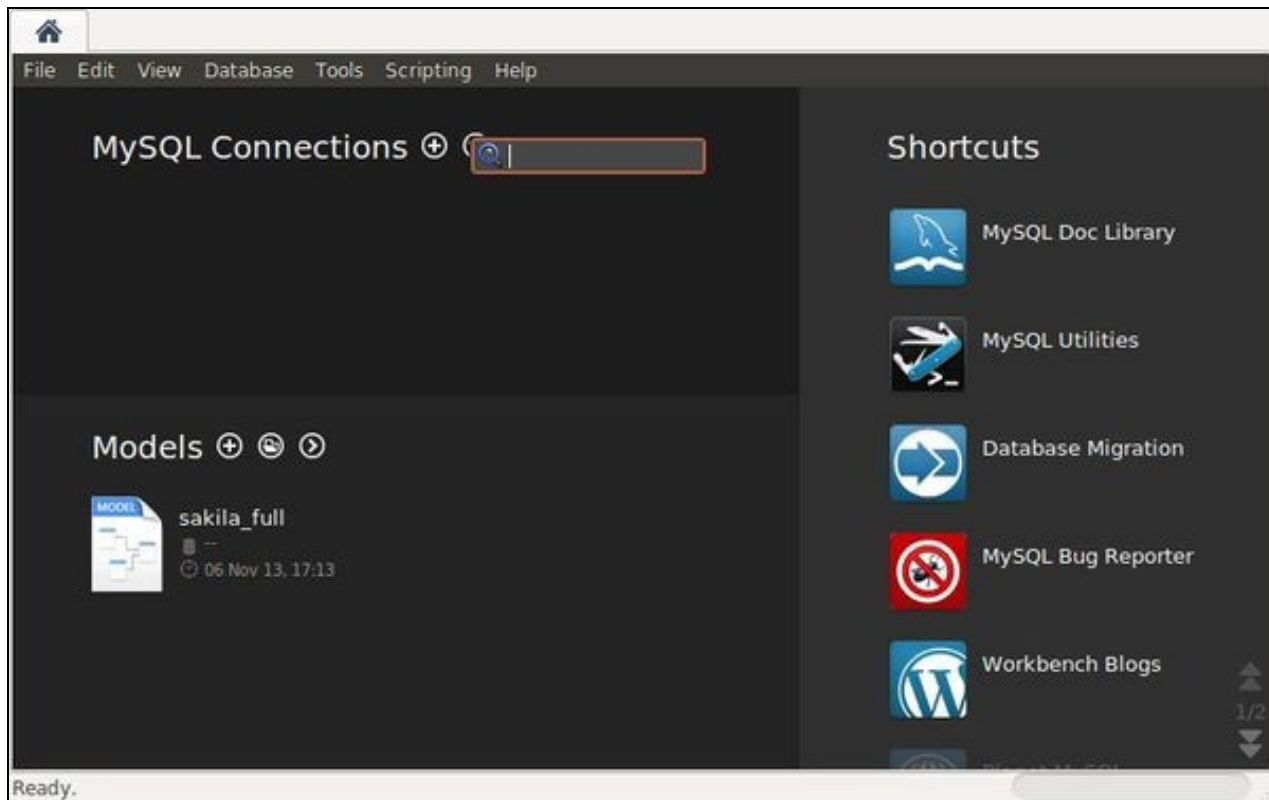 File Edit View Database Tools Scripting Help
MySQL Connections
Shortcuts
MySQL Doc Library
MySQL Utilities
Database Migration
MySQL Bug Reporter
Workbench Blogs
1/2
Models
MODEL
sakila_full
--
06 Nov 13, 17:13
Ready.